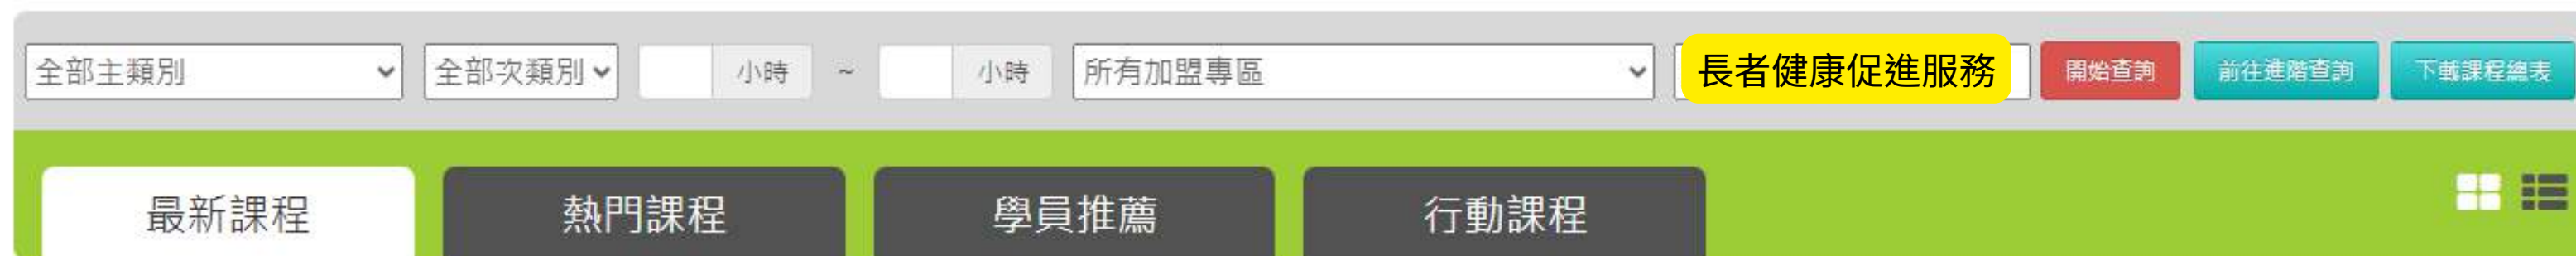 全部主類別 全部次類別 小時 ~ 小時 所有加盟專區 長者健康促進服務 開始查詢 前往進階查詢 下載課程總表
最新課程 熱門課程 學員推薦 行動課程